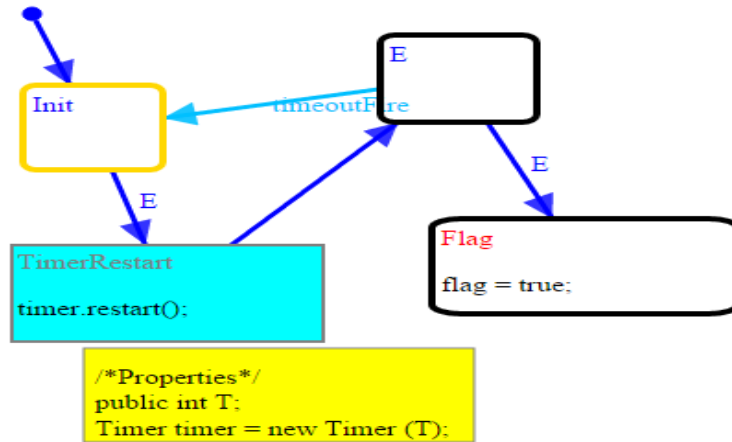 E
Init
timeoutFire
E
E
Flag
TimerRestart
flag = true;
timer.restart();
/*Properties*/
public int T;
Timer timer = new Timer (T);